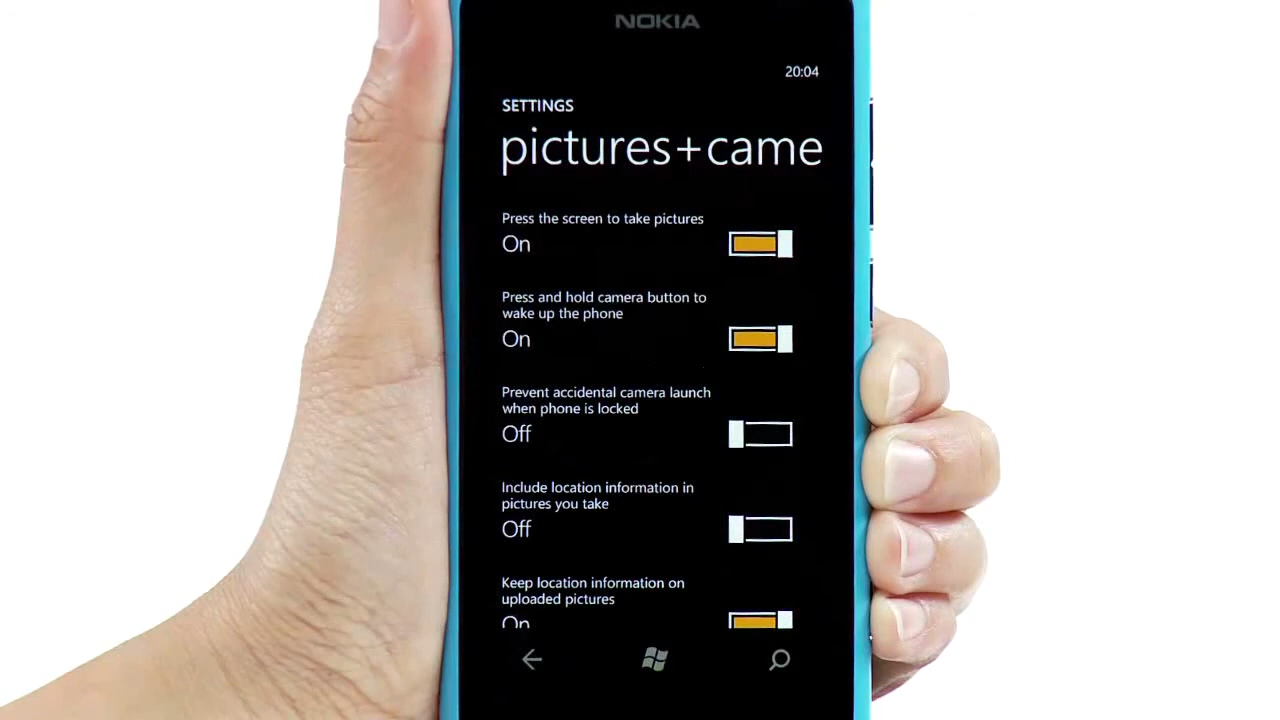 NOKIA
20:04
SETTINGS
pictures+came
Press the screen to take pictures
On
Press and hold camera button to
wake up the phone
On
Prevent accidental camera launch
when phone is locked
Off
Include location information in
pictures you take
Off
Keep location information on
uploaded pictures
On